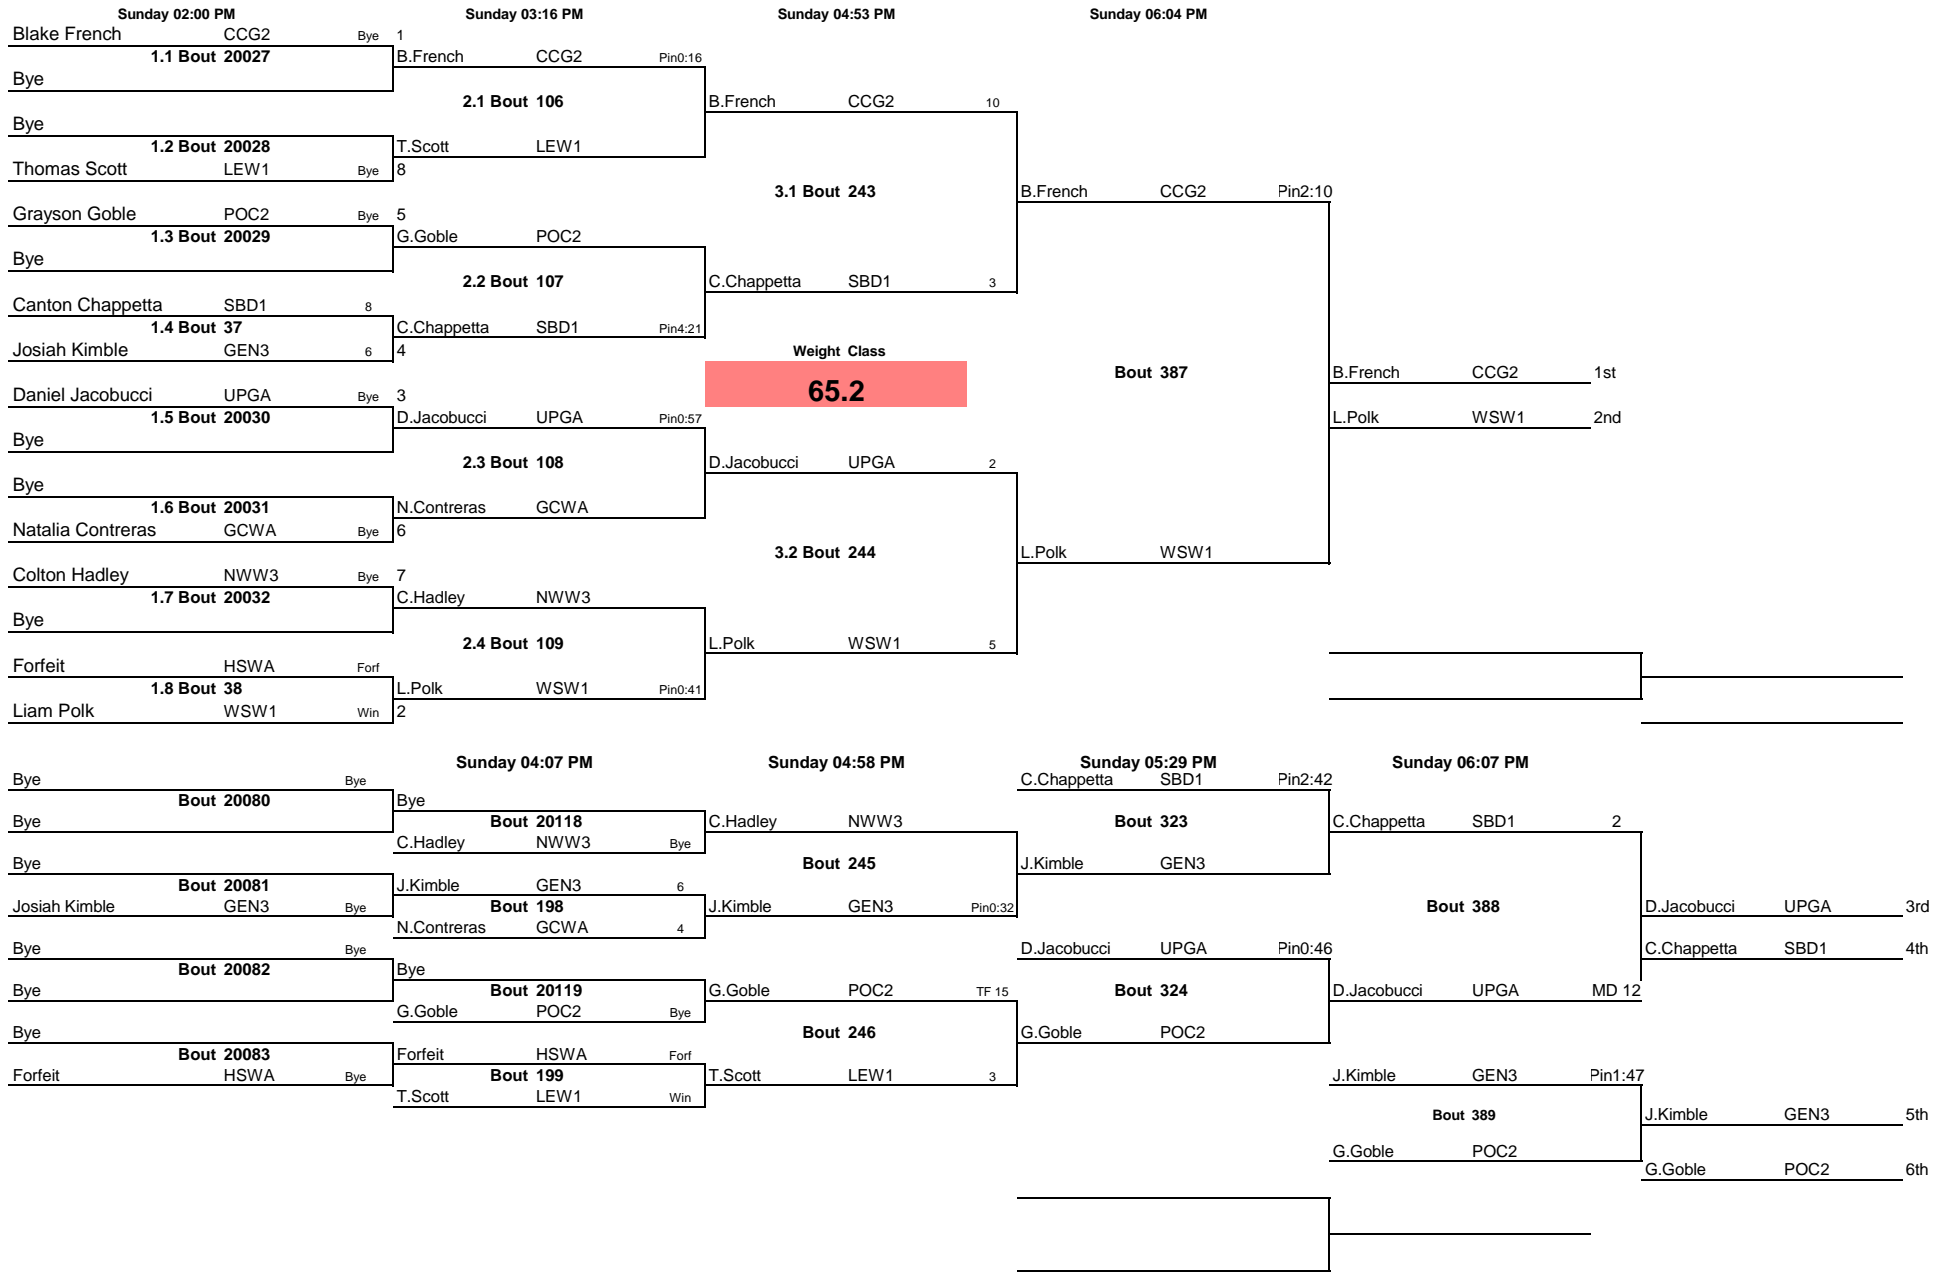 Sunday 02:00 PM Sunday 03:16 PM Sunday 04:53 PM Sunday 06:04 PM
Blake French CCG2 Bye 1
1.1 Bout 20027 B.French CCG2 Pin0:16
Bye
2.1 Bout 106 B.French CCG2 10
Bye
1.2 Bout 20028 T.Scott LEW1
Thomas Scott LEW1 Bye 8
3.1 Bout 243 B.French CCG2 Pin2:10
Grayson Goble POC2 Bye 5
1.3 Bout 20029 G.Goble POC2
Bye
2.2 Bout 107 C.Chappetta SBD1 3
Canton Chappetta SBD1 8
1.4 Bout 37 C.Chappetta SBD1 Pin4:21
Josiah Kimble GEN3 6 4 Weight Class
Bout 387 B.French CCG2 1st
Daniel Jacobucci UPGA Bye 3 65.2
1.5 Bout 20030 D.Jacobucci UPGA Pin0:57 L.Polk WSW1 2nd
Bye
2.3 Bout 108 D.Jacobucci UPGA 2
Bye
1.6 Bout 20031 N.Contreras GCWA
Natalia Contreras GCWA Bye 6
3.2 Bout 244 L.Polk WSW1
Colton Hadley NWW3 Bye 7
1.7 Bout 20032 C.Hadley NWW3
Bye
2.4 Bout 109 L.Polk WSW1 5
Forfeit HSWA Forf
1.8 Bout 38 L.Polk WSW1 Pin0:41
Liam Polk WSW1 Win 2
Sunday 04:07 PM Sunday 04:58 PM Sunday 05:29 PM Sunday 06:07 PM
Bye Bye C.Chappetta SBD1 Pin2:42
Bout 20080 Bye
Bye Bout 20118 C.Hadley NWW3 Bout 323 C.Chappetta SBD1 2
C.Hadley NWW3 Bye
Bye Bout 245 J.Kimble GEN3
Bout 20081 J.Kimble GEN3 6
Josiah Kimble GEN3 Bye Bout 198 J.Kimble GEN3 Pin0:32 Bout 388 D.Jacobucci UPGA 3rd
N.Contreras GCWA 4
Bye Bye D.Jacobucci UPGA Pin0:46 C.Chappetta SBD1 4th
Bout 20082 Bye
Bye Bout 20119 G.Goble POC2 TF 15 Bout 324 D.Jacobucci UPGA MD 12
G.Goble POC2 Bye
Bye Bout 246 G.Goble POC2
Bout 20083 Forfeit HSWA Forf
Forfeit HSWA Bye Bout 199 T.Scott LEW1 3 J.Kimble GEN3 Pin1:47
T.Scott LEW1 Win
Bout 389 J.Kimble GEN3 5th
G.Goble POC2
G.Goble POC2 6th